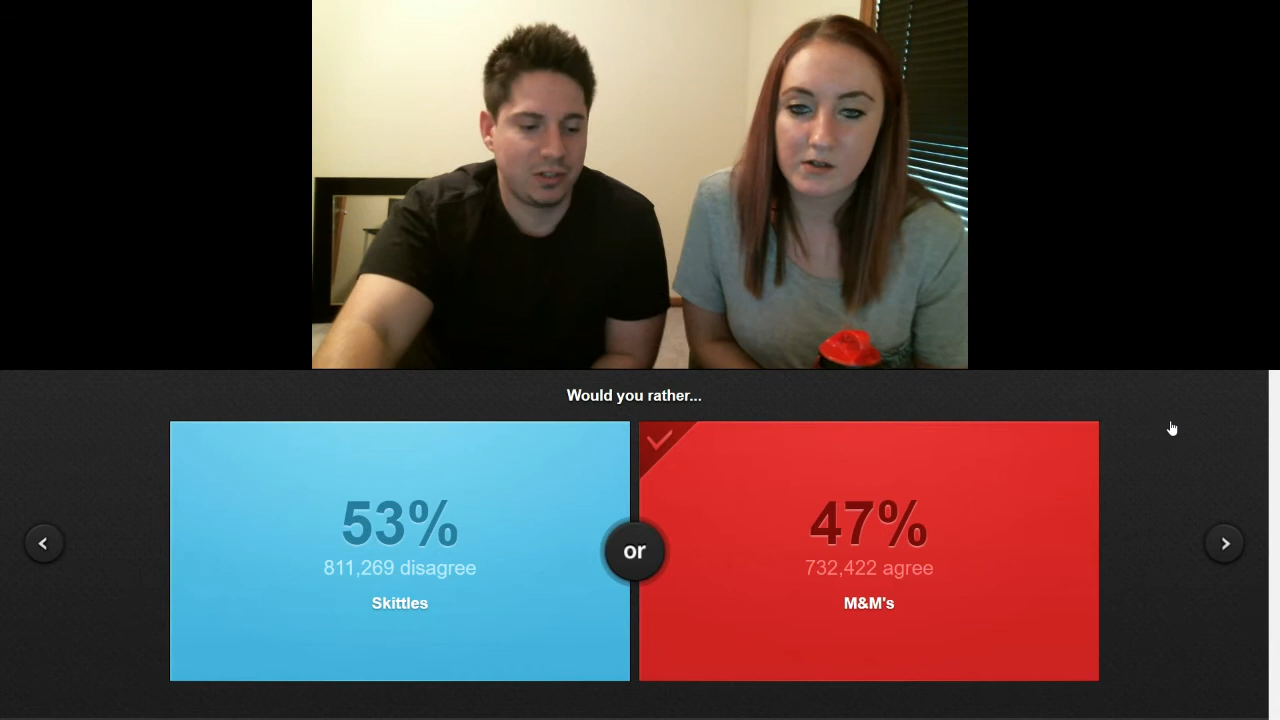 Would you rather...
53%
811,269 disagree
Skittles
or
47%
732,422 agree
M&M's